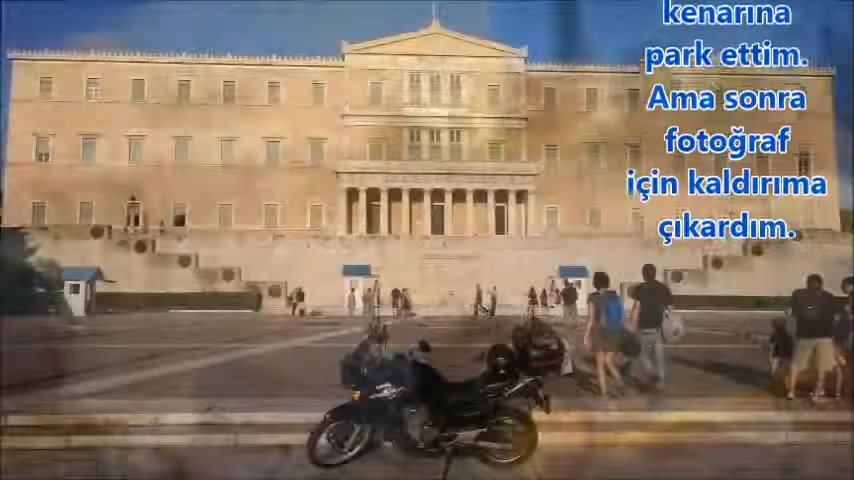 kenarına
park ettim.
Ama sonra
fotoğraf
için kaldırıma
çıkardım.